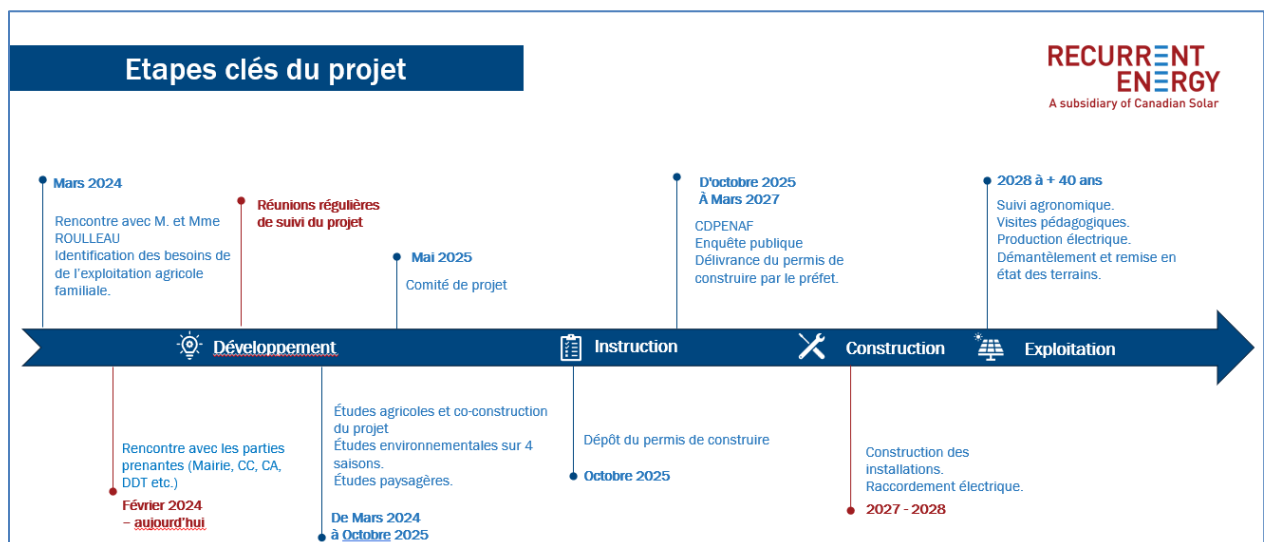 Etapes clés du projet
RECURRENT
ENERGY
A subsidiary of Canadian Solar
Mars 2024
Rencontre avec M. et Mme
ROULLEAU
Identification des besoins de
de l'exploitation agricole
familiale.
Réunions régulières
de suivi du projet
Mai 2025
Comité de projet
D'octobre 2025
À Mars 2027
CDPENAF
Enquête publique
Délivrance du permis de
construire par le préfet.
2028 à + 40 ans
Suivi agronomique.
Visites pédagogiques.
Production électrique.
Démantèlement et remise en
état des terrains.
Développement
Instruction
Construction
Exploitation
Rencontre avec les parties
prenantes (Mairie, CC, CA,
DDT etc.)
Février 2024
– aujourd'hui
Études agricoles et co-construction
du projet
Études environnementales sur 4
saisons.
Études paysagères.
De Mars 2024
à Octobre 2025
Dépôt du permis de construire
Octobre 2025
Construction des
installations.
Raccordement électrique.
2027 - 2028